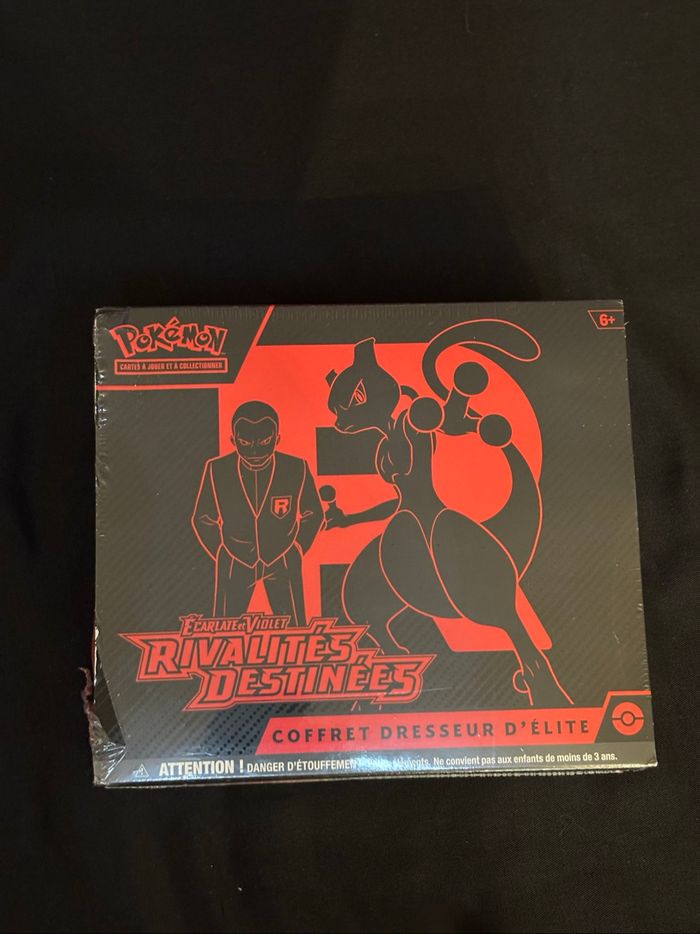 POKéMON
CARTES À JOUER ET À COLLECTIONNER
6+
R
ÉCARLATE ET VIOLET
RIVALITÉS
DESTINÉES
COFFRET DRESSEUR D'ÉLITE
ATTENTION ! DANGER D'ÉTOUFFEMENT Ne convient pas aux enfants de moins de 3 ans.